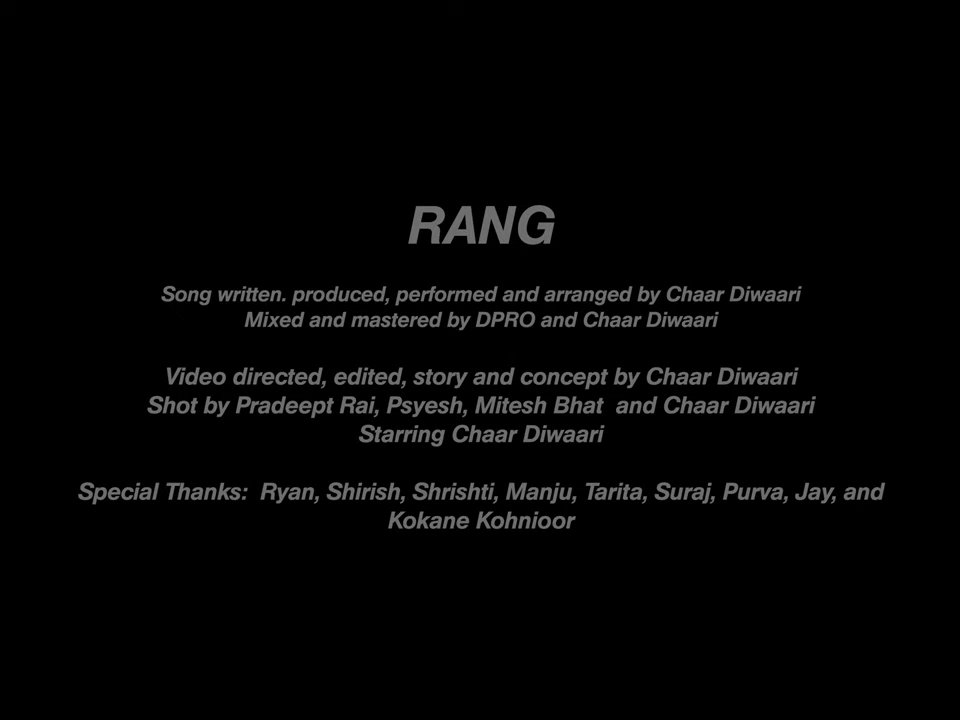 RANG
Song written. produced, performed and arranged by Chaar Diwaari
Mixed and mastered by DPRO and Chaar Diwaari
Video directed, edited, story and concept by Chaar Diwaari
Shot by Pradeept Rai, Psyesh, Mitesh Bhat  and Chaar Diwaari
Starring Chaar Diwaari
Special Thanks:  Ryan, Shirish, Shrishti, Manju, Tarita, Suraj, Purva, Jay, and
Kokane Kohnioor